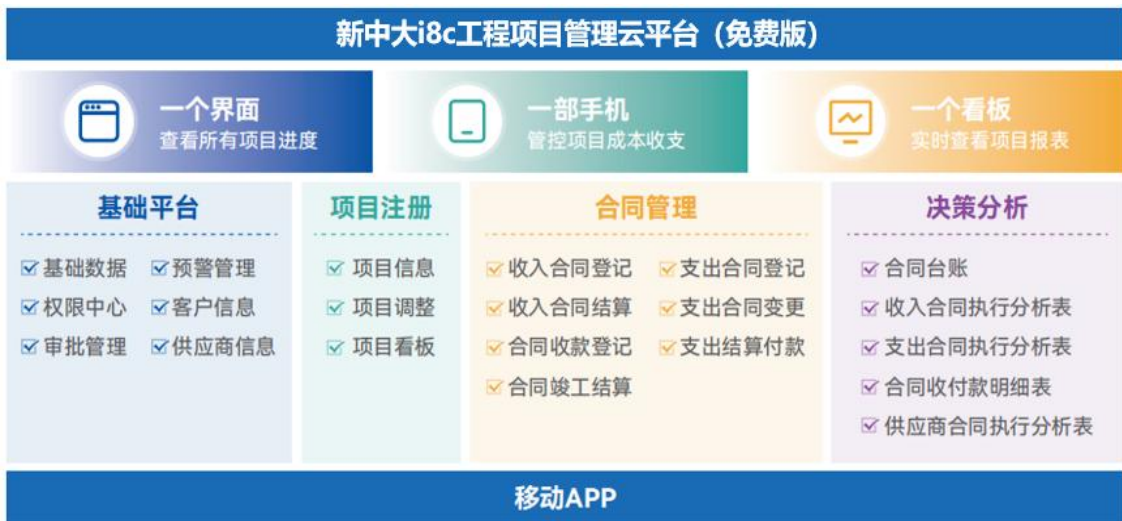 新中大i8c工程项目管理云平台（免费版）
一个界面
查看所有项目进度
一部手机
管控项目成本收支
一个看板
实时查看项目报表
基础平台
基础数据 预警管理
权限中心 客户信息
审批管理 供应商信息
项目注册
项目信息
项目调整
项目看板
合同管理
收入合同登记 支出合同登记
收入合同结算 支出合同变更
合同收款登记 支出结算付款
合同竣工结算
决策分析
合同台账
收入合同执行分析表
支出合同执行分析表
合同收付款明细表
供应商合同执行分析表
移动APP